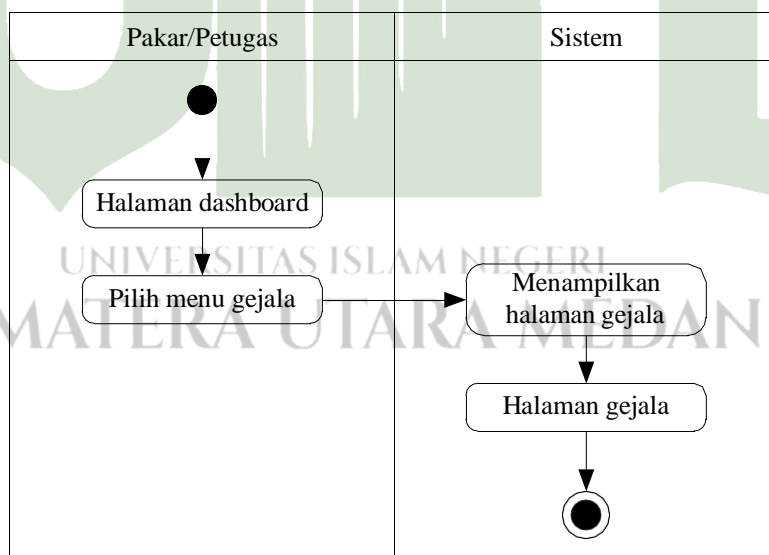 Pakar/Petugas
Sistem
Halaman dashboard
UNIVERSITAS ISLAM NEGERI
Pilih menu gejala
Menampilkan
halaman gejala
MATERA UTARA MEDAN
Halaman gejala